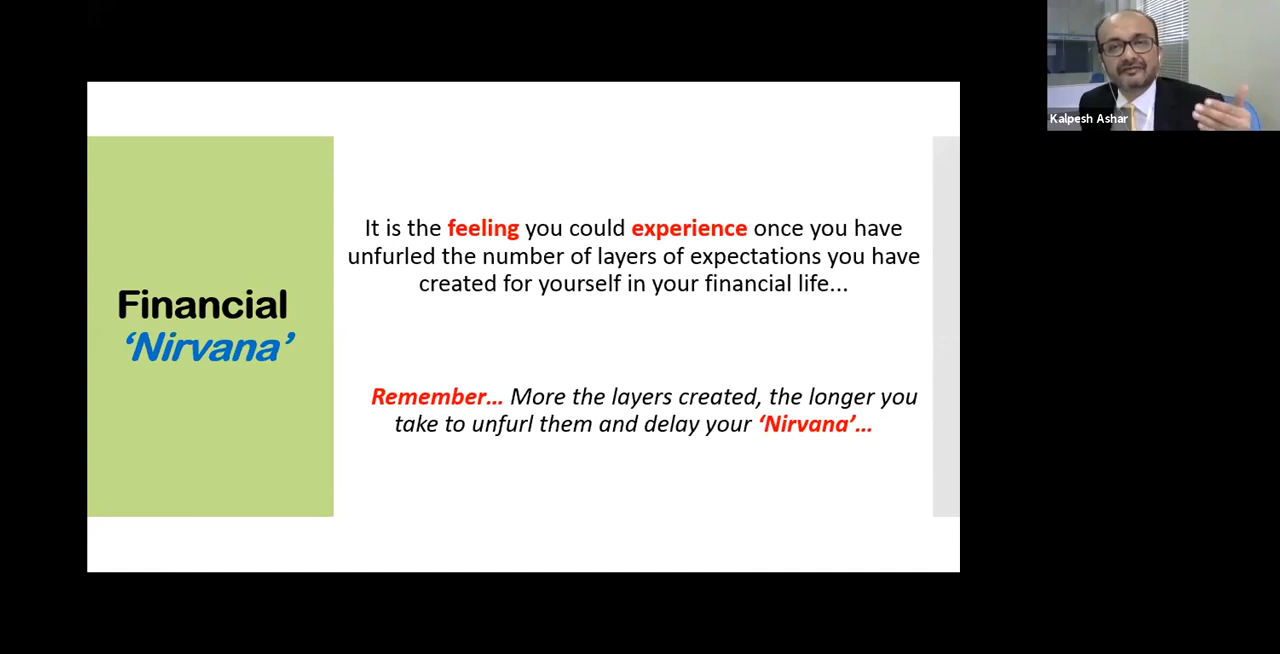 Financial
‘Nirvana’
It is the feeling you could experience once you have
unfurled the number of layers of expectations you have
created for yourself in your financial life...
Remember... More the layers created, the longer you
take to unfurl them and delay your ‘Nirvana’...
Kalpesh Ashar